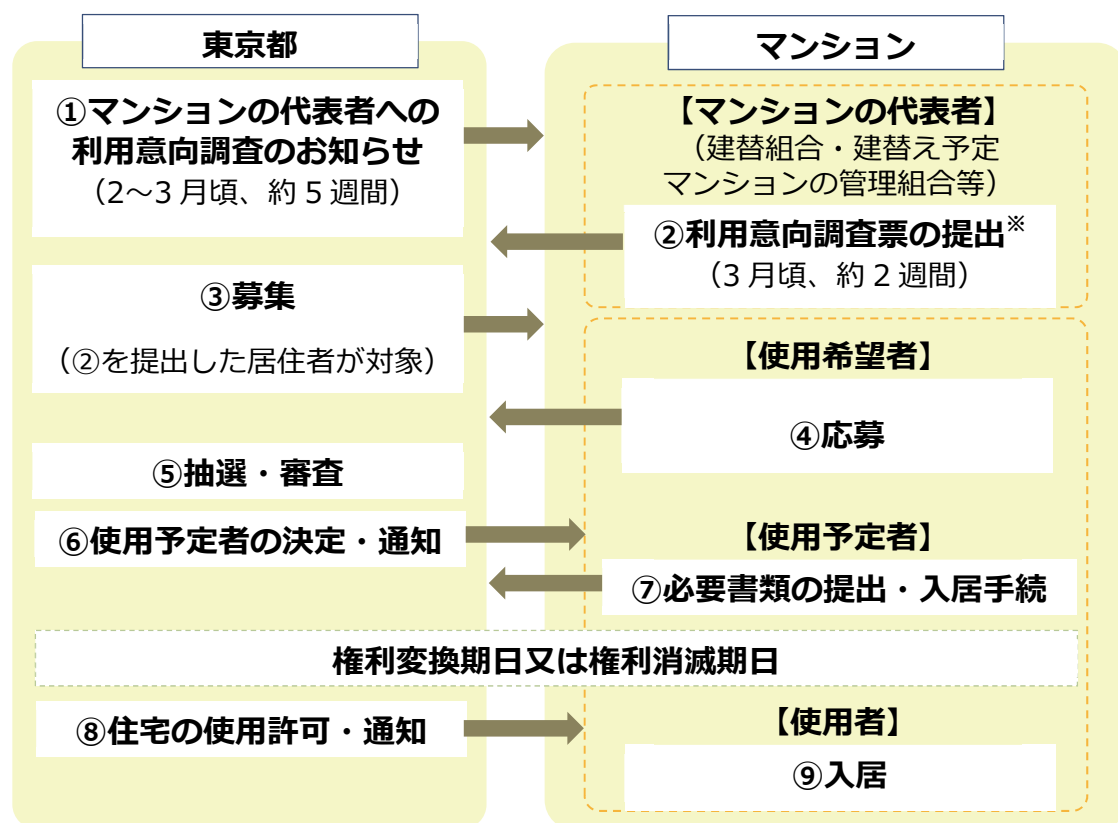 東京都
マンション
①マンションの代表者への
利用意向調査のお知らせ
（2～3 月頃、約 5 週間）
【マンションの代表者】
（建替組合・建替え予定
マンションの管理組合等）
②利用意向調査票の提出※
（3 月頃、約 2 週間）
③募集
（②を提出した居住者が対象）
【使用希望者】
④応募
⑤抽選・審査
⑥使用予定者の決定・通知
【使用予定者】
⑦必要書類の提出・入居手続
権利変換期日又は権利消滅期日
⑧住宅の使用許可・通知
【使用者】
⑨入居